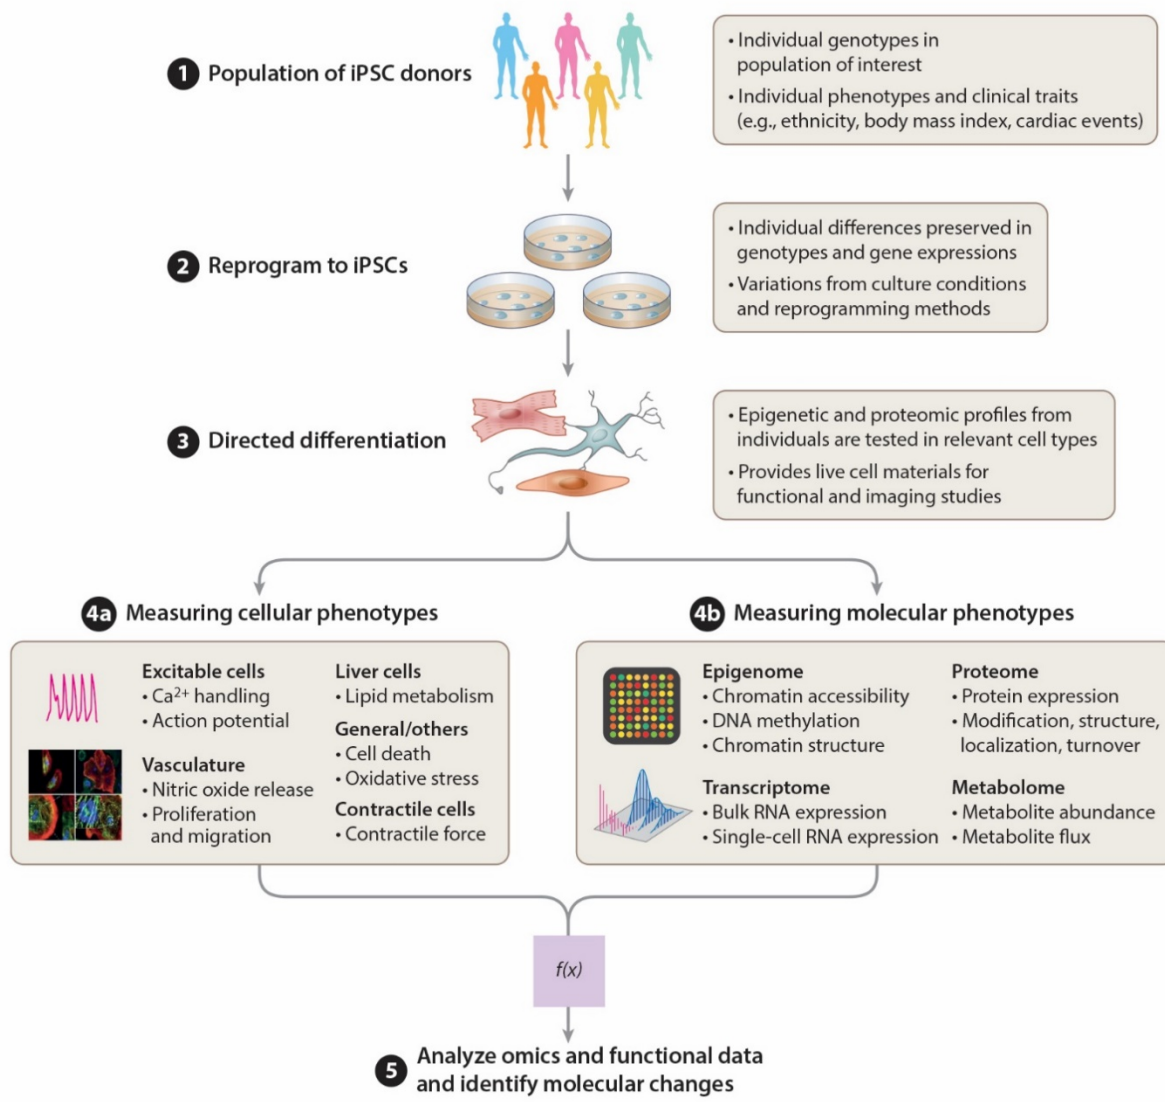 1 Population of iPSC donors
• Individual genotypes in
population of interest
• Individual phenotypes and clinical traits
(e.g., ethnicity, body mass index, cardiac events)
2 Reprogram to iPSCs
• Individual differences preserved in
genotypes and gene expressions
• Variations from culture conditions
and reprogramming methods
3 Directed differentiation
• Epigenetic and proteomic profiles from
individuals are tested in relevant cell types
• Provides live cell materials for
functional and imaging studies
4a Measuring cellular phenotypes
Excitable cells
• Ca²⁺ handling
• Action potential
Vasculature
• Nitric oxide release
• Proliferation
and migration
Liver cells
• Lipid metabolism
General/others
• Cell death
• Oxidative stress
Contractile cells
• Contractile force
4b Measuring molecular phenotypes
Epigenome
• Chromatin accessibility
• DNA methylation
• Chromatin structure
Transcriptome
• Bulk RNA expression
• Single-cell RNA expression
Proteome
• Protein expression
• Modification, structure,
localization, turnover
Metabolome
• Metabolite abundance
• Metabolite flux
f(x)
5 Analyze omics and functional data
and identify molecular changes